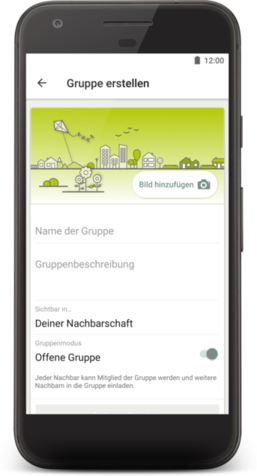 12:00
Gruppe erstellen
Bild hinzufügen
Name der Gruppe
Gruppenbeschreibung
Sichtbar in...
Deiner Nachbarschaft
Gruppenmodus
Offene Gruppe
Jeder Nachbar kann Mitglied der Gruppe werden und weitere
Nachbarn in die Gruppe einladen.